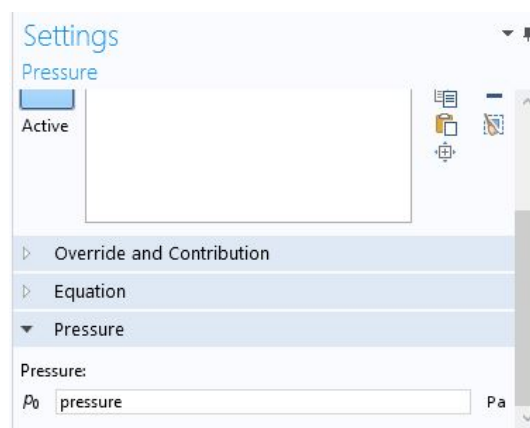 Settings
Pressure
Active
Override and Contribution
Equation
Pressure
Pressure:
p₀ pressure Pa